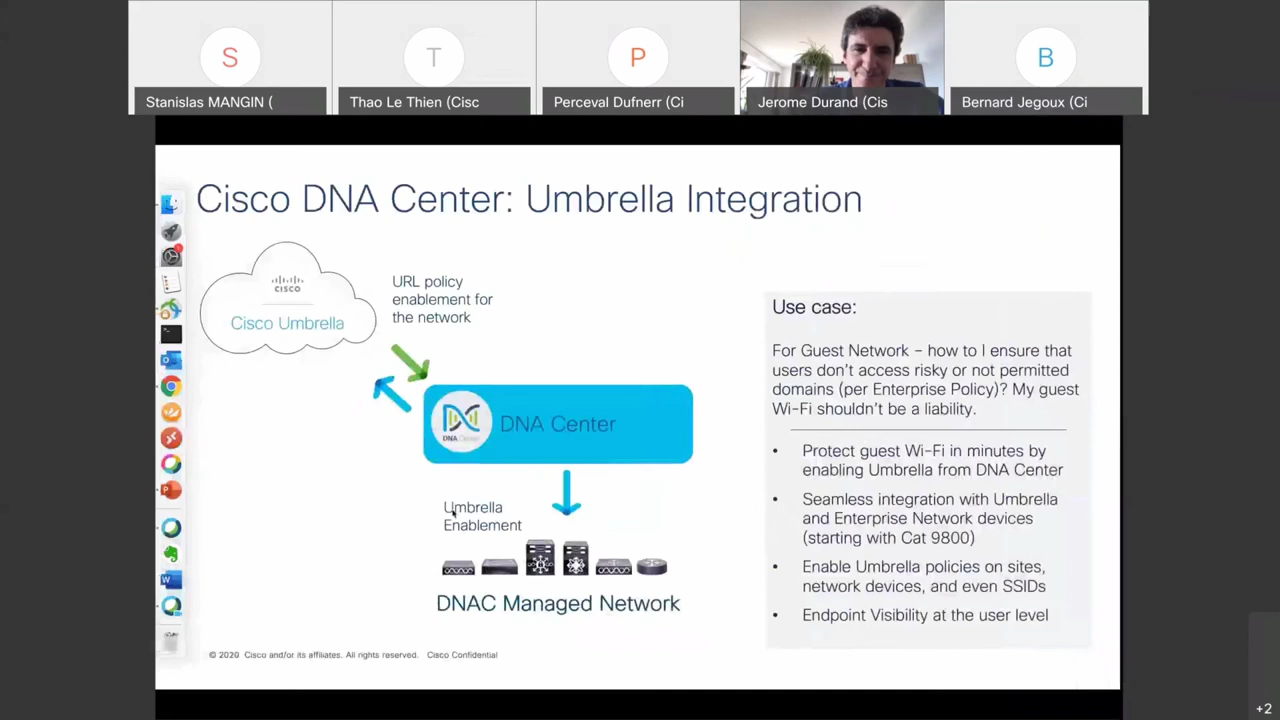 S
T
P
B
Stanislas MANGIN (
Thao Le Thien (Cisc
Perceval Dufnerr (Ci
Jerome Durand (Cis
Bernard Jegoux (Ci
Cisco DNA Center: Umbrella Integration
CISCO
Cisco Umbrella
URL policy
enablement for
the network
DNA Center
DNA Center
Umbrella
Enablement
DNAC Managed Network
Use case:
For Guest Network – how to I ensure that
users don't access risky or not permitted
domains (per Enterprise Policy)? My guest
Wi-Fi shouldn't be a liability.
• Protect guest Wi-Fi in minutes by
enabling Umbrella from DNA Center
• Seamless integration with Umbrella
and Enterprise Network devices
(starting with Cat 9800)
• Enable Umbrella policies on sites,
network devices, and even SSIDs
• Endpoint Visibility at the user level
© 2020 Cisco and/or its affiliates. All rights reserved. Cisco Confidential
+2